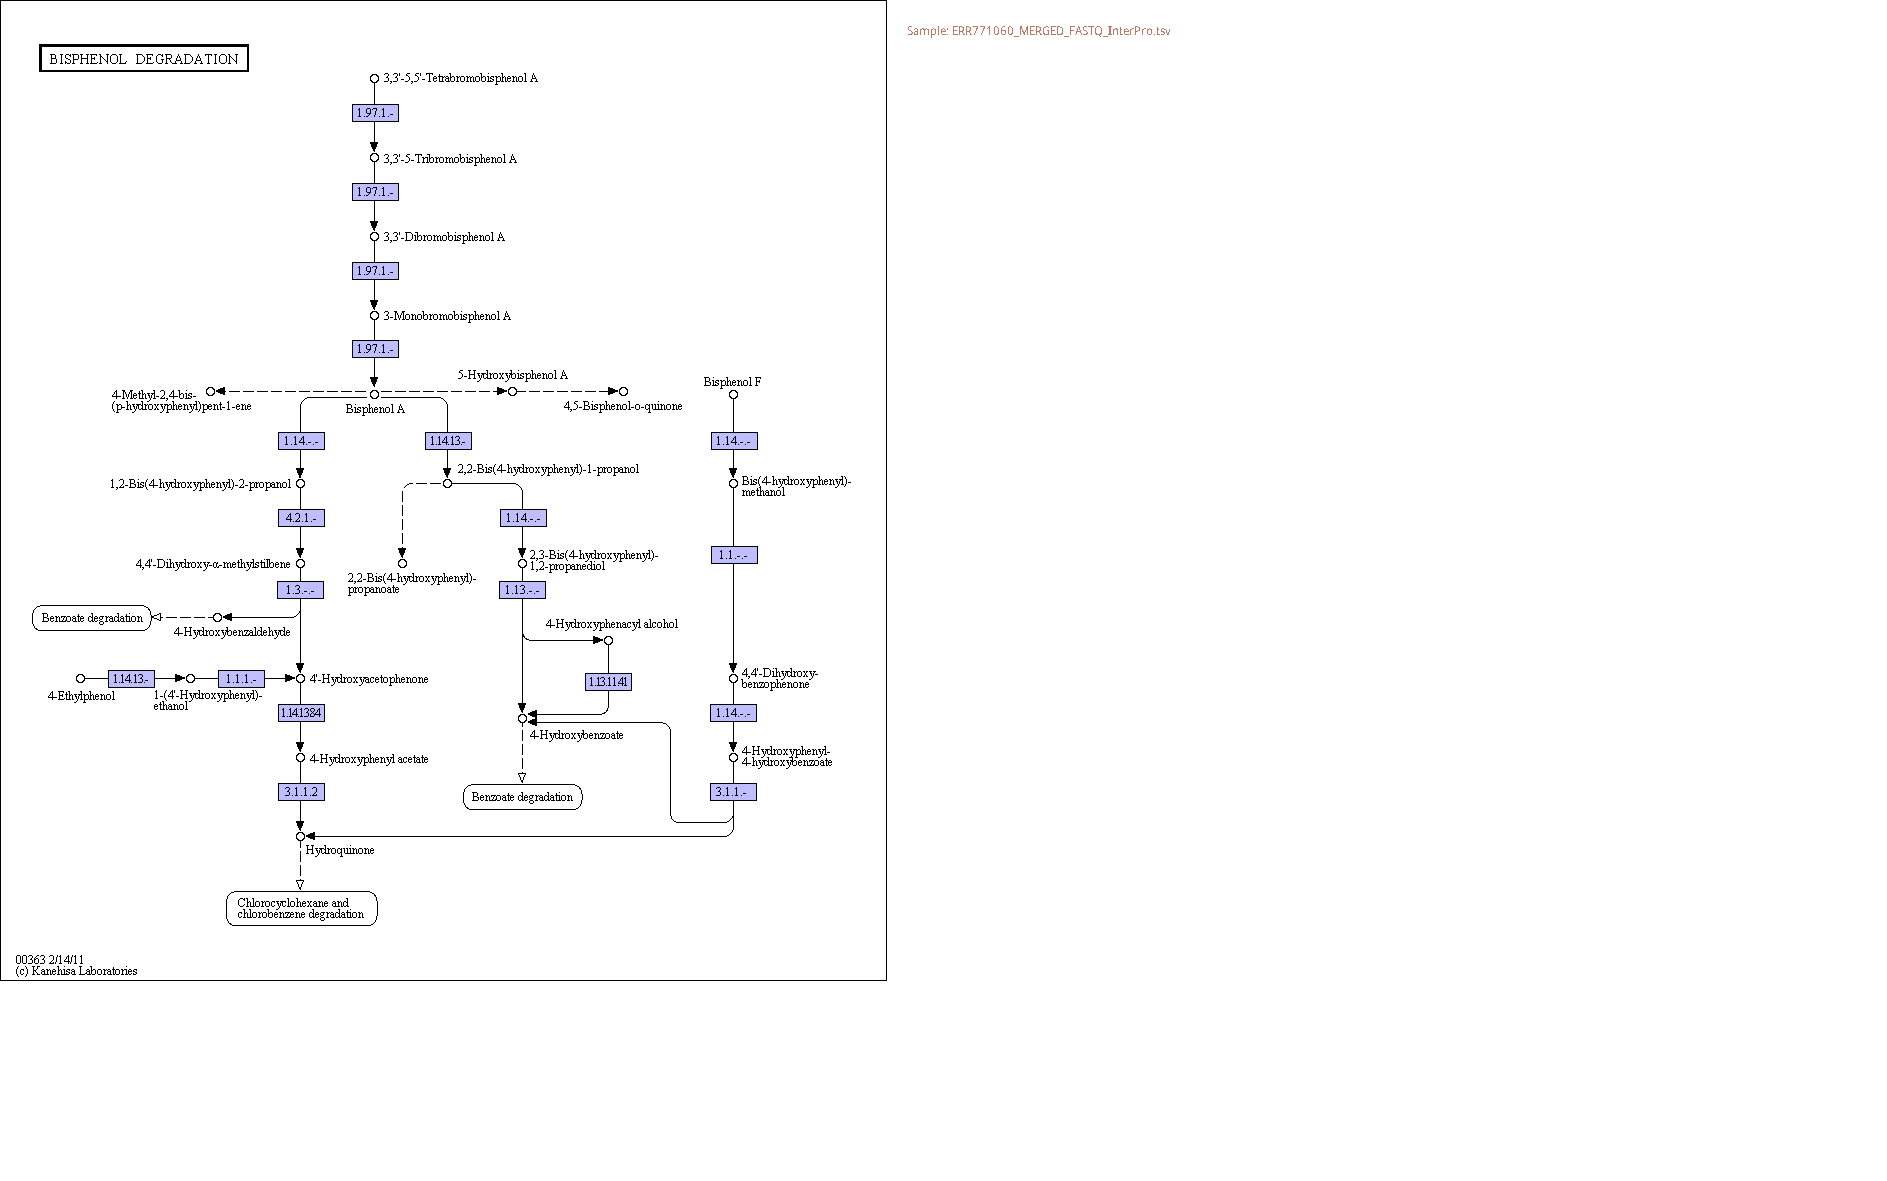 Sample: ERR771060_MERGED_FASTQ_InterPro.tsv
BISPHENOL DEGRADATION
3,3'-5,5'-Tetrabromobisphenol A
1.97.1.-
3,3'-5-Tribromobisphenol A
1.97.1.-
3,3'-Dibromobisphenol A
1.97.1.-
3-Monobromobisphenol A
1.97.1.-
5-Hydroxybisphenol A
Bisphenol F
4-Methyl-2,4-bis-
(p-hydroxyphenyl)pent-1-ene
Bisphenol A
4,5-Bisphenol-o-quinone
1.14.-.-
1.14.13.-
1.14.-.-
2,2-Bis(4-hydroxyphenyl)-1-propanol
1,2-Bis(4-hydroxyphenyl)-2-propanol
Bis(4-hydroxyphenyl)-
methanol
4.2.1.-
1.14.-.-
1.1.-.-
4,4'-Dihydroxy-α-methylstilbene
2,3-Bis(4-hydroxyphenyl)-
1,2-propanediol
2,2-Bis(4-hydroxyphenyl)-
propanoate
1.3.-.-
1.13.-.-
Benzoate degradation
4-Hydroxybenzaldehyde
4-Hydroxyphenacyl alcohol
1.14.13.-
1.1.1.-
4'-Hydroxyacetophenone
1.13.11.41
4,4'-Dihydroxy-
benzophenone
4-Ethylphenol
1-(4'-Hydroxyphenyl)-
ethanol
1.14.13.84
1.14.-.-
4-Hydroxybenzoate
4-Hydroxyphenyl acetate
4-Hydroxyphenyl-
4-hydroxybenzoate
3.1.1.2
Benzoate degradation
3.1.1.-
Hydroquinone
Chlorocyclohexane and
chlorobenzene degradation
00363 2/14/11
(c) Kanehisa Laboratories